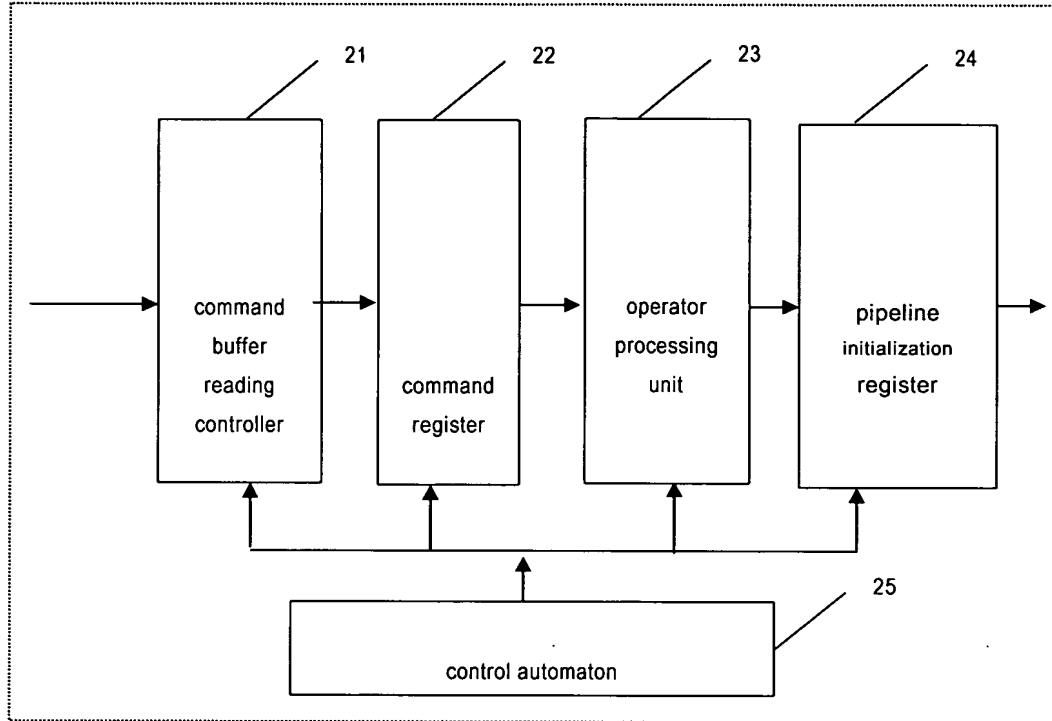 21
22
23
24
command
buffer
reading
controller
command
register
operator
processing
unit
pipeline
initialization
register
25
control automaton